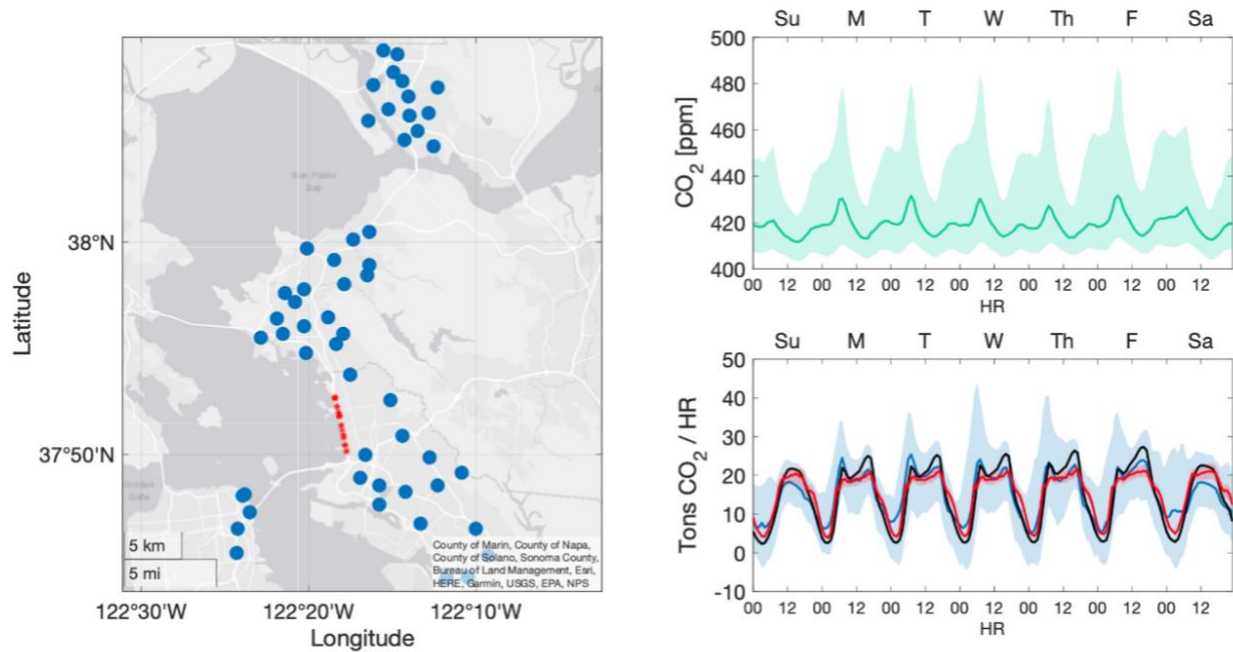 Su M T W Th F Sa
500
480
460
440
420
400
CO2 [ppm]
00 12 00 12 00 12 00 12 00 12 00 12 00 12
HR
Su M T W Th F Sa
50
40
30
20
10
0
-10
Tons CO2 / HR
00 12 00 12 00 12 00 12 00 12 00 12 00 12
HR
San Pablo
Bay
38°N
Latitude
37°50'N
Golden
Gate
5 km
5 mi
County of Marin, County of Napa,
County of Solano, Sonoma County,
Bureau of Land Management, Esri,
HERE, Garmin, USGS, EPA, NPS
122°30'W 122°20'W 122°10'W
Longitude